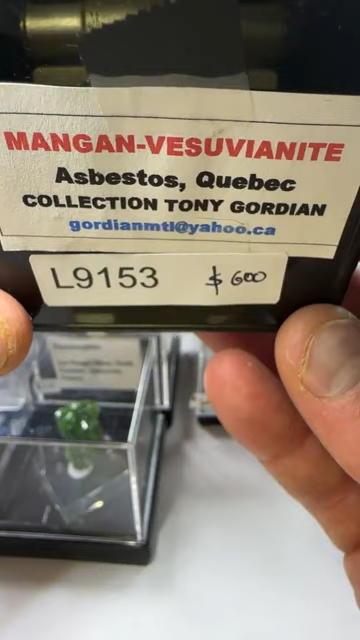 MANGAN-VESUVIANITE
Asbestos, Quebec
COLLECTION TONY GORDIAN
gordianmtl@yahoo.ca
L9153 $600